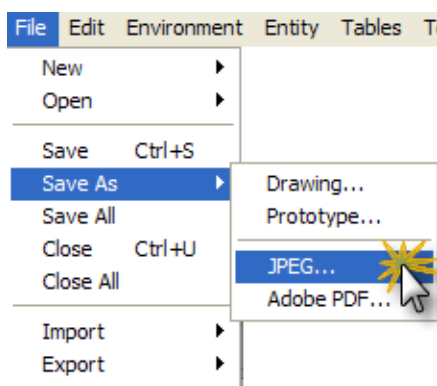 File Edit Environment Entity Tables
New
Open
Save Ctrl+S
Save As
Save All
Close Ctrl+U
Close All
Import
Export
Drawing...
Prototype...
JPEG...
Adobe PDF...